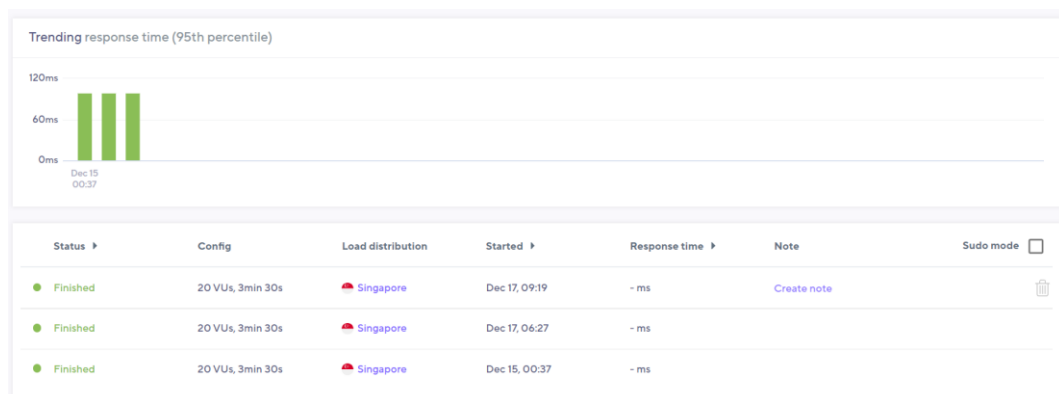 Trending response time (95th percentile)
120ms
60ms
0ms
Dec 15
00:37
Status Config Load distribution Started Response time Note Sudo mode
Finished 20 VUs, 3min 30s Singapore Dec 17, 09:19 - ms Create note
Finished 20 VUs, 3min 30s Singapore Dec 17, 06:27 - ms
Finished 20 VUs, 3min 30s Singapore Dec 15, 00:37 - ms